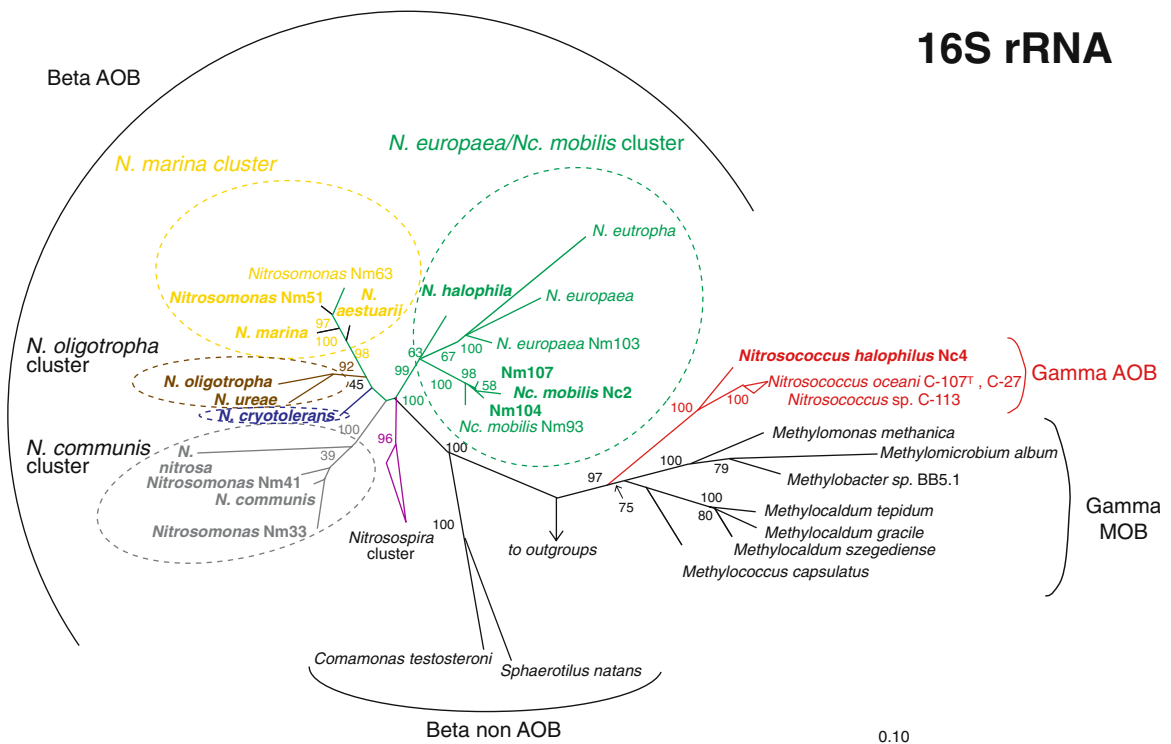 16S rRNA
Beta AOB
N. europaea/Nc. mobilis cluster
N. marina cluster
N. eutropha
Nitrosomonas Nm63
Nitrosomonas Nm51
N.
aestuarii
N. halophila
N. europaea
97
N. marina
100
98
N. oligotropha
cluster
63
67
100
N. europaea Nm103
92
99
N. oligotropha
45
N. ureae
100
98
Nm107
58
Nc. mobilis Nc2
Nm104
Nc. mobilis Nm93
100
N. cryotolerans
Nitrosococcus halophilus Nc4
Nitrosococcus oceani C-107ᵀ , C-27
Nitrosococcus sp. C-113
100
100
Gamma AOB
N. communis
cluster
100
39
N.
nitrosa
Nitrosomonas Nm41
N. communis
Nitrosomonas Nm33
96
Nitrosospira
cluster
100
100
97
75
to outgroups
Methylomonas methanica
100
79
Methylomicrobium album
Methylobacter sp. BB5.1
100
80
Methylocaldum tepidum
Methylocaldum gracile
Methylocaldum szegediense
Methylococcus capsulatus
Gamma
MOB
Comamonas testosteroni
Sphaerotilus natans
Beta non AOB
0.10